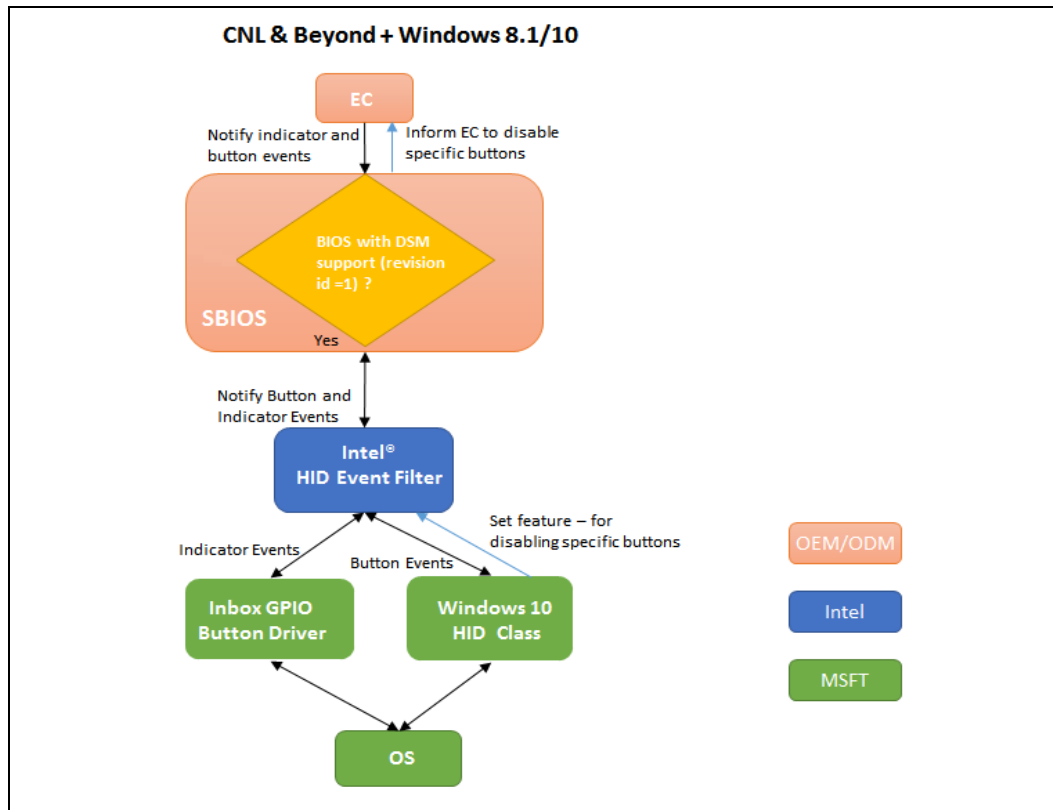 CNL & Beyond + Windows 8.1/10
EC
Notify indicator and
button events
Inform EC to disable
specific buttons
BIOS with DSM
support (revision
id =1) ?
SBIOS
Yes
Notify Button and
Indicator Events
Intel®
HID Event Filter
Set feature – for
disabling specific buttons
Indicator Events
Button Events
Inbox GPIO
Button Driver
Windows 10
HID Class
OS
OEM/ODM
Intel
MSFT